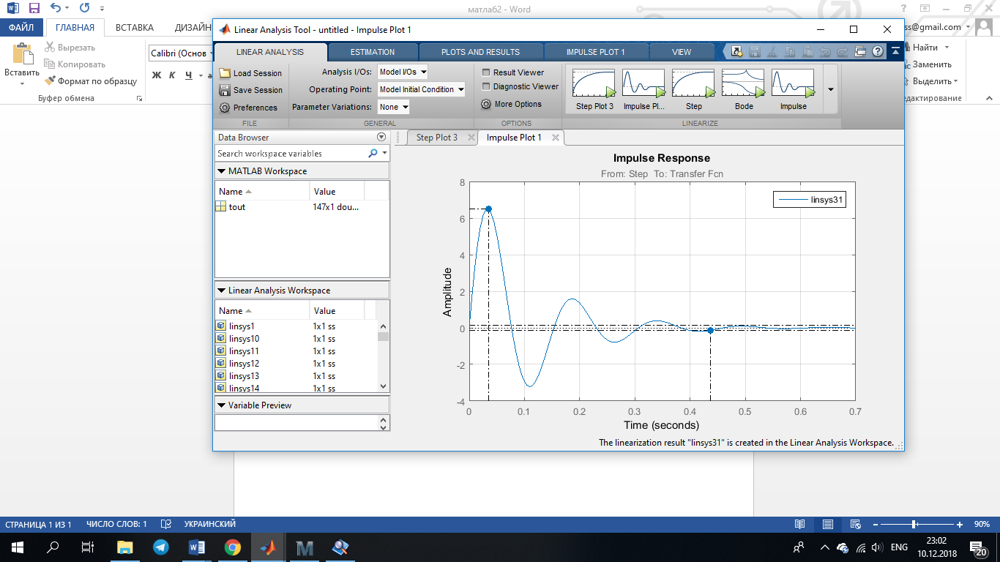 матлаб2 - Word
ФАЙЛ ГЛАВНАЯ ВСТАВКА ДИЗАЙН
ss@gmail.com
Вставить
Вырезать
Копировать
Формат по образцу
Буфер обмена
Calibri (Основ
Ж К Ч
Найти
Заменить
Выделить
дактирование
Linear Analysis Tool - untitled - Impulse Plot 1
LINEAR ANALYSIS ESTIMATION PLOTS AND RESULTS IMPULSE PLOT 1 VIEW
Load Session
Save Session
Preferences
FILE
Analysis I/Os: Model I/Os
Operating Point: Model Initial Condition
Parameter Variations: None
GENERAL
Result Viewer
Diagnostic Viewer
More Options
OPTIONS
Step Plot 3 Impulse Pl... Step Bode Impulse
LINEARIZE
Data Browser
Search workspace variables
MATLAB Workspace
Name Value
tout 147x1 dou...
Linear Analysis Workspace
Name Value
linsys1 1x1 ss
linsys10 1x1 ss
linsys11 1x1 ss
linsys12 1x1 ss
linsys13 1x1 ss
linsys14 1x1 ss
Variable Preview
Step Plot 3 Impulse Plot 1
Impulse Response
From: Step To: Transfer Fcn
linsys31
Amplitude
8
6
4
2
0
-2
-4
0 0.1 0.2 0.3 0.4 0.5 0.6 0.7
Time (seconds)
The linearization result "linsys31" is created in the Linear Analysis Workspace.
СТРАНИЦА 1 ИЗ 1 ЧИСЛО СЛОВ: 1 УКРАИНСКИЙ 90%
ENG
23:02
10.12.2018
20